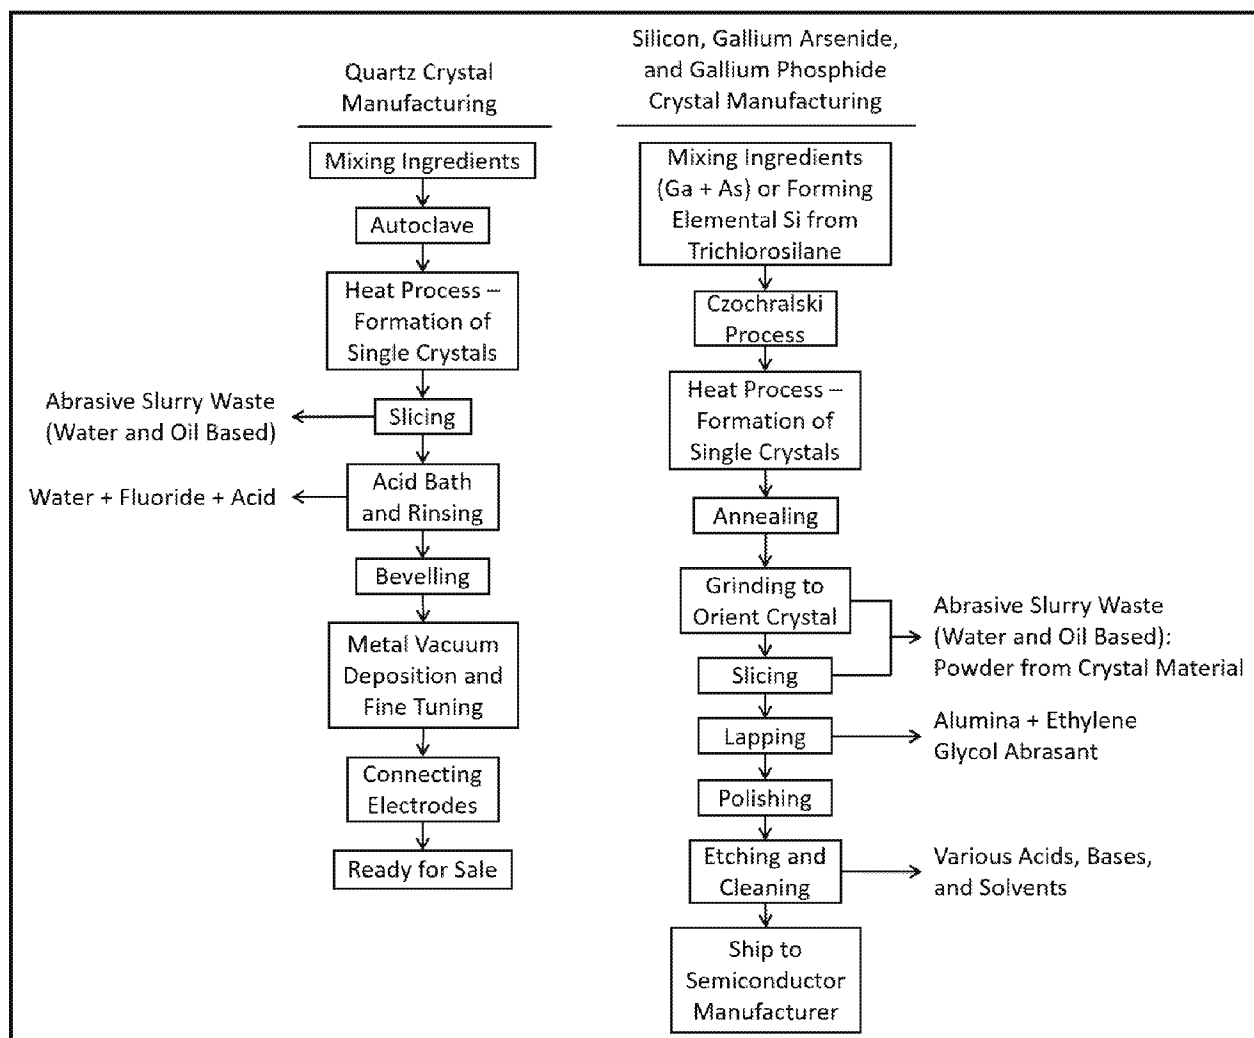 Quartz Crystal
Manufacturing
Mixing Ingredients
Autoclave
Heat Process –
Formation of
Single Crystals
Abrasive Slurry Waste
(Water and Oil Based)
Slicing
Water + Fluoride + Acid
Acid Bath
and Rinsing
Bevelling
Metal Vacuum
Deposition and
Fine Tuning
Connecting
Electrodes
Ready for Sale
Silicon, Gallium Arsenide,
and Gallium Phosphide
Crystal Manufacturing
Mixing Ingredients
(Ga + As) or Forming
Elemental Si from
Trichlorosilane
Czochralski
Process
Heat Process –
Formation of
Single Crystals
Annealing
Grinding to
Orient Crystal
Slicing
Abrasive Slurry Waste
(Water and Oil Based):
Powder from Crystal Material
Lapping
Alumina + Ethylene
Glycol Abrasant
Polishing
Etching and
Cleaning
Various Acids, Bases,
and Solvents
Ship to
Semiconductor
Manufacturer